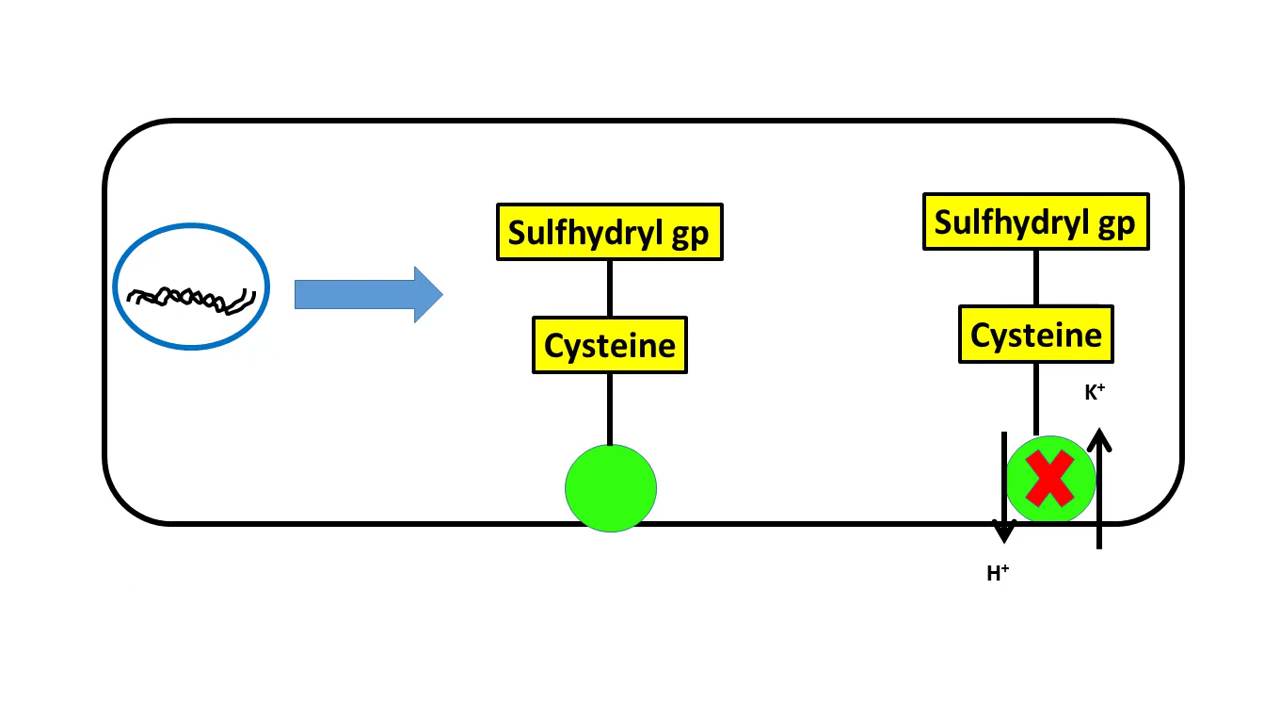 Sulfhydryl gp
Cysteine
Sulfhydryl gp
Cysteine
K⁺
H⁺